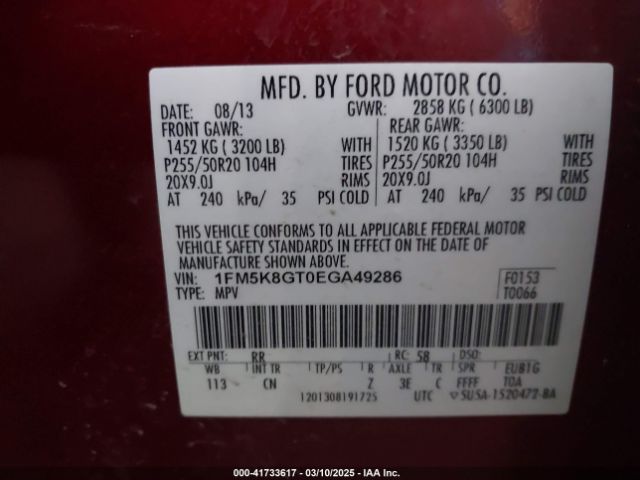 MFD. BY FORD MOTOR CO.
DATE: 08/13 GVWR: 2858 KG ( 6300 LB)
FRONT GAWR: REAR GAWR:
1452 KG ( 3200 LB) WITH 1520 KG ( 3350 LB) WITH
P255/50R20 104H TIRES P255/50R20 104H TIRES
20X9.0J RIMS 20X9.0J RIMS
AT 240 kPa/ 35 PSI COLD AT 240 kPa/ 35 PSI COLD
THIS VEHICLE CONFORMS TO ALL APPLICABLE FEDERAL MOTOR
VEHICLE SAFETY STANDARDS IN EFFECT ON THE DATE OF
MANUFACTURE SHOWN ABOVE.
VIN: 1FM5K8GT0EGA49286 F0153
TYPE: MPV T0066
EXT PNT: RR RC: 58 DSO:
WB INT TR TP/PS R AXLE TR SPR EUB1G
113 CN Z 3E C FFFF TOA
120130819172S UTC ▽5U5A-1520472-BA
000-41733617 - 03/10/2025 - IAA Inc.